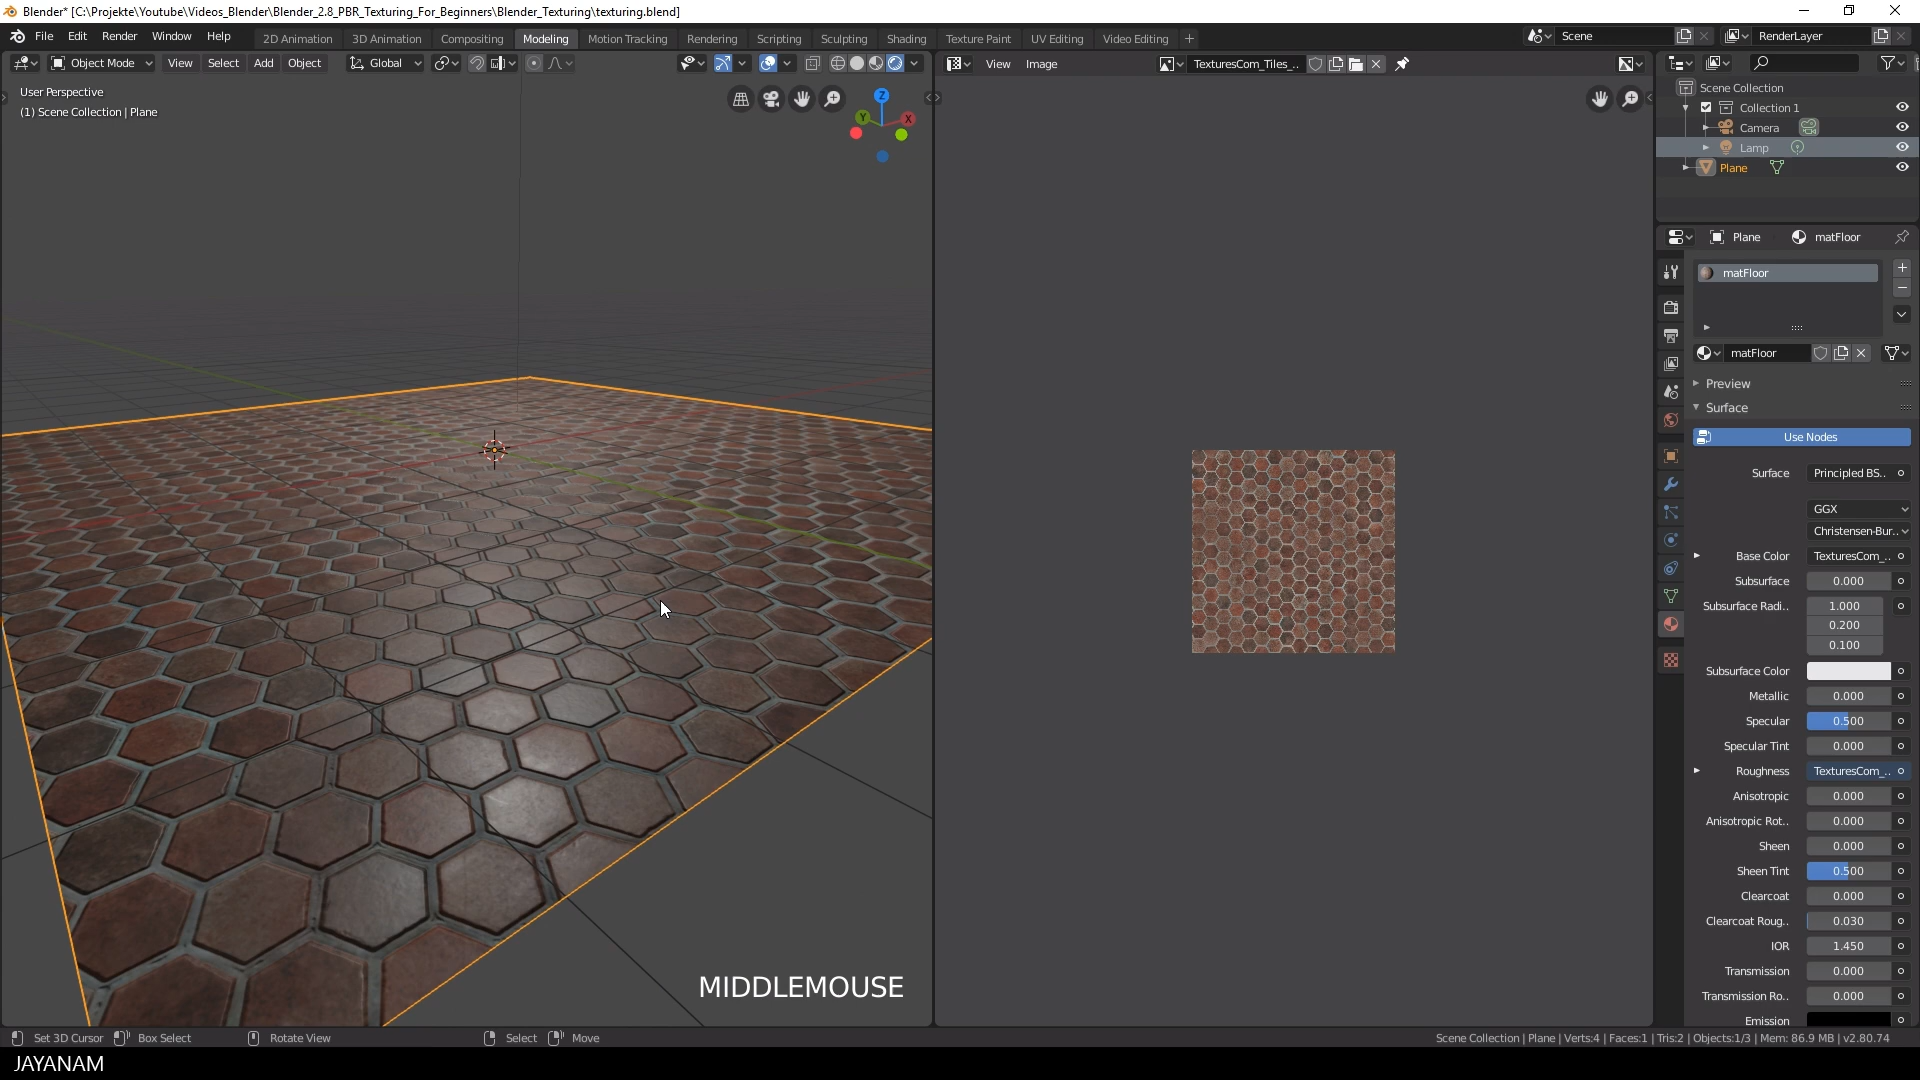 Blender* [C:\Projekte\Youtube\Videos_Blender\Blender_2.8_PBR_Texturing_For_Beginners\Blender_Texturing\texturing.blend]
File Edit Render Window Help 2D Animation 3D Animation Compositing Modeling Motion Tracking Rendering Scripting Sculpting Shading Texture Paint UV Editing Video Editing + Scene RenderLayer
Object Mode View Select Add Object Global View Image TexturesCom_Tiles_..
User Perspective
(1) Scene Collection | Plane
Z
Y
X
Scene Collection
Collection 1
Camera
Lamp
Plane
Plane matFloor
matFloor
matFloor
Preview
Surface
Use Nodes
Surface Principled BS..
GGX
Christensen-Bur..
Base Color TexturesCom_..
Subsurface 0.000
Subsurface Radi.. 1.000
0.200
0.100
Subsurface Color
Metallic 0.000
Specular 0.500
Specular Tint 0.000
Roughness TexturesCom_..
Anisotropic 0.000
Anisotropic Rot.. 0.000
Sheen 0.000
Sheen Tint 0.500
Clearcoat 0.000
Clearcoat Roug.. 0.030
IOR 1.450
Transmission 0.000
Transmission Ro.. 0.000
Emission
MIDDLEMOUSE
Set 3D Cursor Box Select Rotate View Select Move Scene Collection | Plane | Verts:4 | Faces:1 | Tris:2 | Objects:1/3 | Mem: 86.9 MB | v2.80.74
JAYANAM